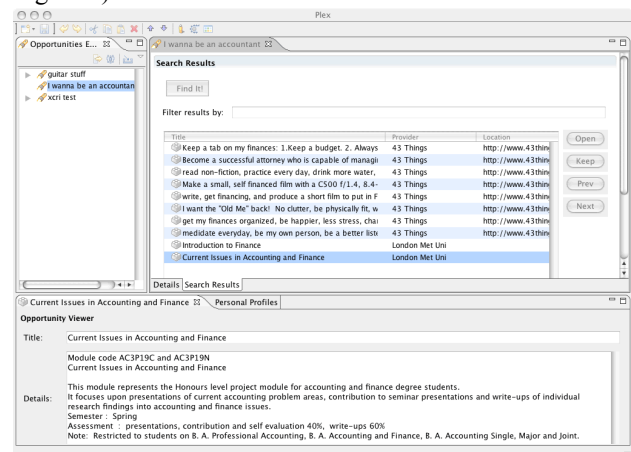 Plex
Opportunities E...
guitar stuff
I wanna be an accountan
xcri test
I wanna be an accountant
Search Results
Find It!
Filter results by:
Title Provider Location
Keep a tab on my finances: 1.Keep a budget. 2. Always 43 Things http://www.43thin
Become a successful attorney who is capable of managi 43 Things http://www.43thin
read non-fiction, practice every day, drink more water, 43 Things http://www.43thin
Make a small, self financed film with a C500 f/1.4, 8.4- 43 Things http://www.43thin
write, get financing, and produce a short film to put in F 43 Things http://www.43thin
I want the "Old Me" back! No clutter, be physically fit, w 43 Things http://www.43thin
get my finances organized, be happier, less stress, chai 43 Things http://www.43thin
medidate everyday, be my own person, be a better liste 43 Things http://www.43thin
Introduction to Finance London Met Uni
Current Issues in Accounting and Finance London Met Uni
Open
Keep
Prev
Next
Details Search Results
Current Issues in Accounting and Finance Personal Profiles
Opportunity Viewer
Title: Current Issues in Accounting and Finance
Details:
Module code AC3P19C and AC3P19N
Current Issues in Accounting and Finance
This module represents the Honours level project module for accounting and finance degree students.
It focuses upon presentations of current accounting problem areas, contribution to seminar presentations and write-ups of individual
research findings into accounting and finance issues.
Semester : Spring
Assessment : presentations, contribution and self evaluation 40%, write-ups 60%
Note: Restricted to students on B. A. Professional Accounting, B. A. Accounting and Finance, B. A. Accounting Single, Major and Joint.